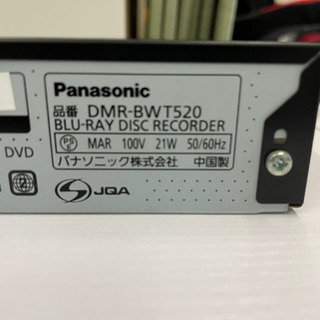 Panasonic
品番 DMR-BWT520
BLU-RAY DISC RECORDER
PS E MAR 100V 21W 50/60Hz
パナソニック株式会社 中国製
DVD
2
JQA